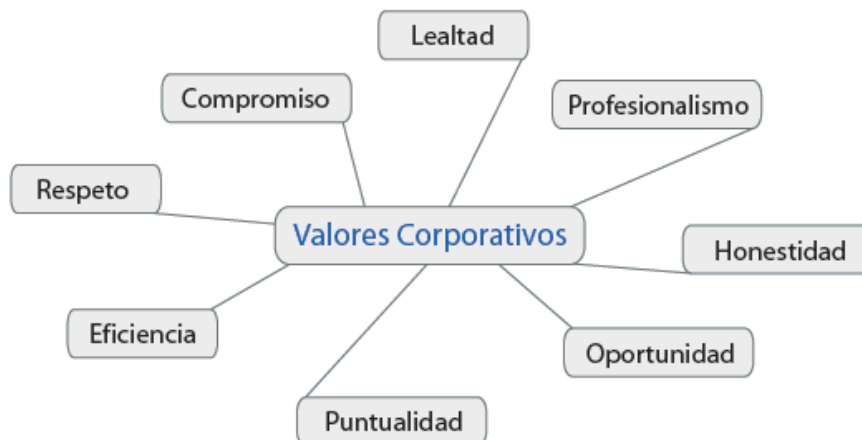 Lealtad
Compromiso
Profesionalismo
Respeto
Valores Corporativos
Honestidad
Eficiencia
Oportunidad
Puntualidad